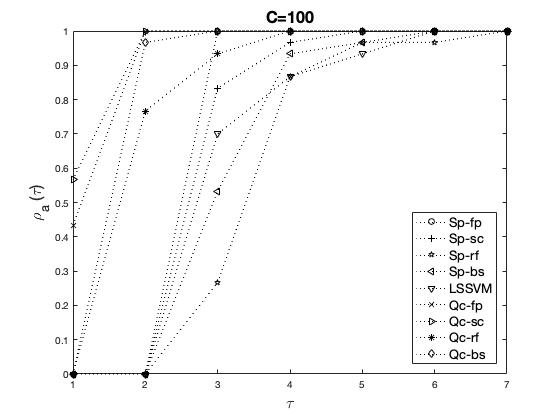 C=100
1
0.9
0.8
0.7
0.6
0.5
0.4
0.3
0.2
0.1
0
ρa (τ)
1 2 3 4 5 6 7
τ
Sp-fp
Sp-sc
Sp-rf
Sp-bs
LSSVM
Qc-fp
Qc-sc
Qc-rf
Qc-bs